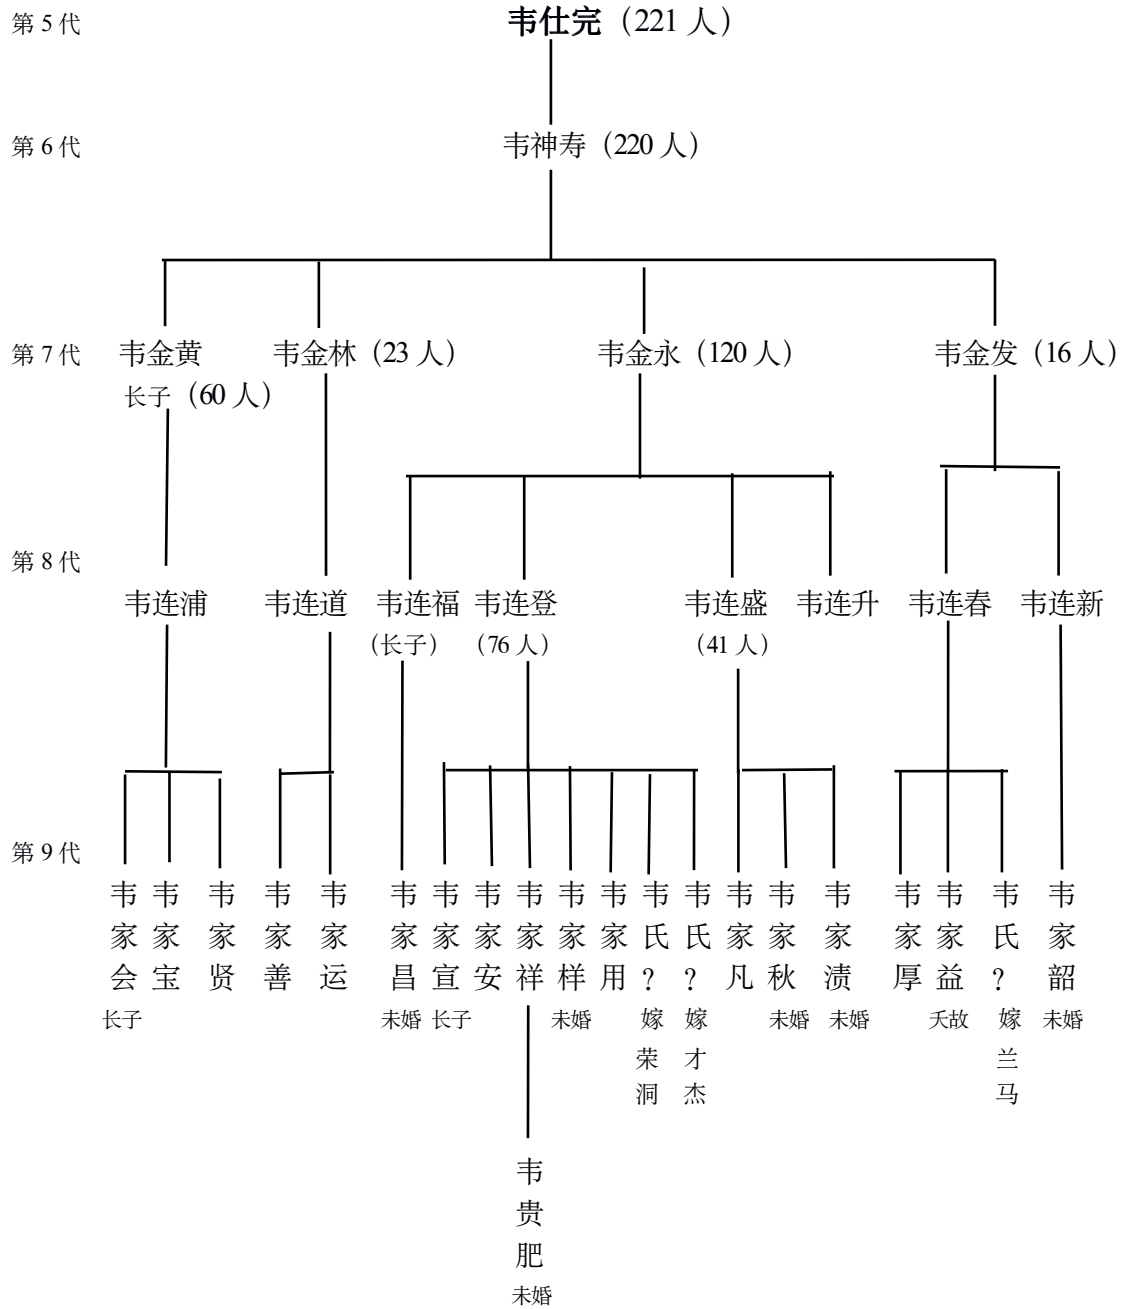 第 5 代
韦仕完（221 人）
第 6 代
韦神寿（220 人）
第 7 代
韦金黄
长子（60 人）
韦金林（23 人）
韦金永（120 人）
韦金发（16 人）
第 8 代
韦连浦
韦连道
韦连福
（长子）
韦连登
（76 人）
韦连盛
（41 人）
韦连升
韦连春
韦连新
第 9 代
韦家会
长子
韦家宝
韦家贤
韦家善
韦家运
韦家昌
未婚
韦家宣
长子
韦家安
韦家祥
韦家样
未婚
韦家用
韦氏？
嫁荣洞
韦氏？
嫁才杰
韦家凡
韦家秋
未婚
韦家渍
未婚
韦家厚
韦家益
夭故
韦氏？
嫁兰马
韦家韶
未婚
韦贵肥
未婚